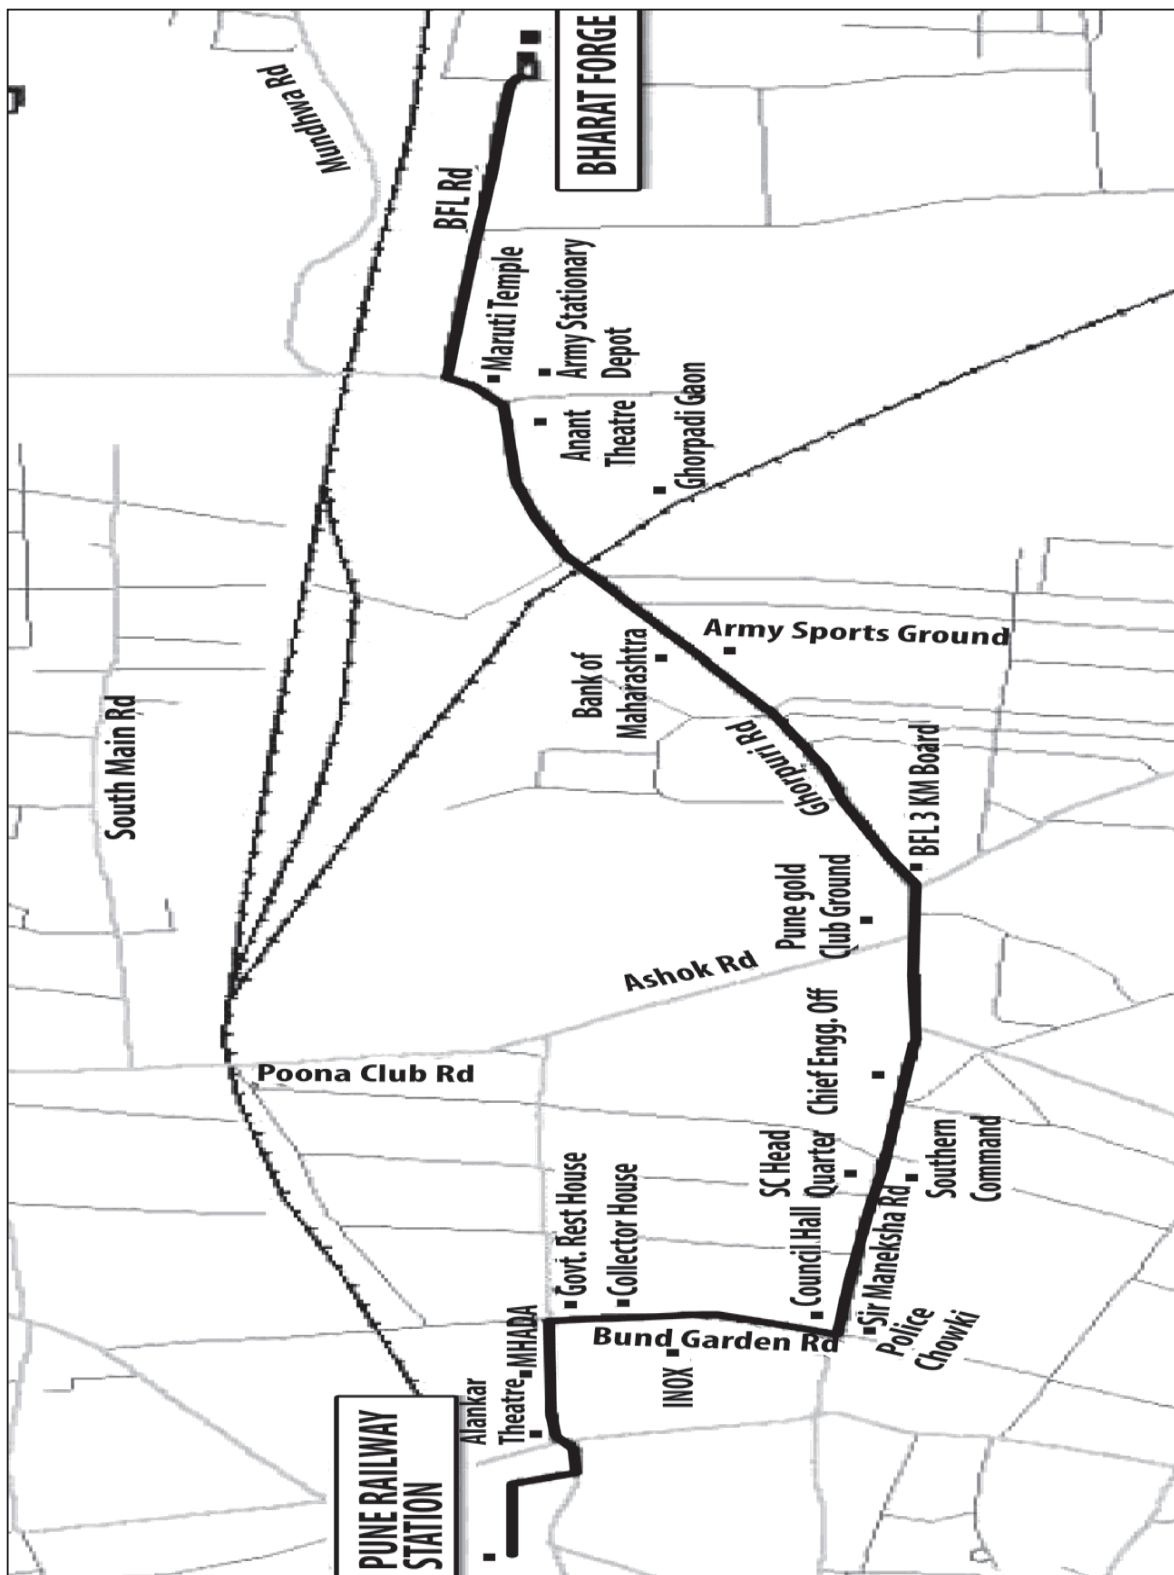 Mundhwa Rd
BHARAT FORGE
BFL Rd
Maruti Temple
Army Stationary
Depot
Anant
Theatre
Ghorpadi Gaon
South Main Rd
Bank of
Maharashtra
Army Sports Ground
Ghorpuri Rd
BFL 3 KM Board
Pune gold
Club Ground
Ashok Rd
Poona Club Rd
Chief Engg. Off
SC Head
Quarter
Southern
Command
Govt. Rest House
Collector House
Council Hall
Sir Maneksha Rd
Police
Chowki
Bund Garden Rd
INOX
MHADA
Alankar
Theatre
PUNE RAILWAY
STATION